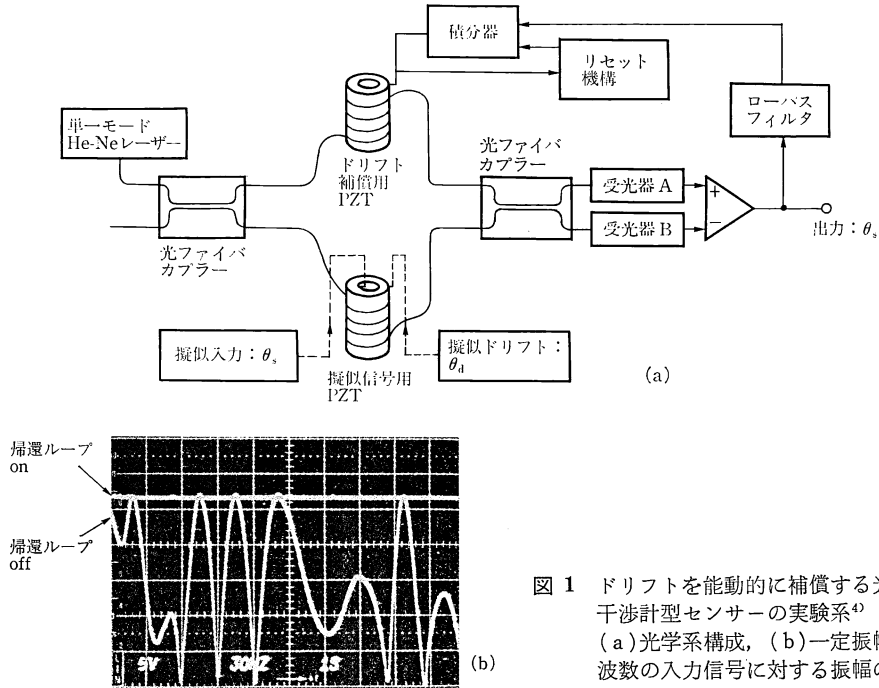 積分器
リセット
機構
ローパス
フィルタ
単一モード
He-Neレーザー
ドリフト
補償用
PZT
光ファイバ
カプラー
受光器A
受光器B
+
−
出力：θs
光ファイバ
カプラー
擬似入力：θs
擬似信号用
PZT
擬似ドリフト：
θd
(a)
帰還ループ
on
帰還ループ
off
5V 30HZ 1S
(b)
図 1 ドリフトを能動的に補償する光
干渉計型センサーの実験系4)
(a)光学系構成，(b)一定振幅
波数の入力信号に対する振幅の